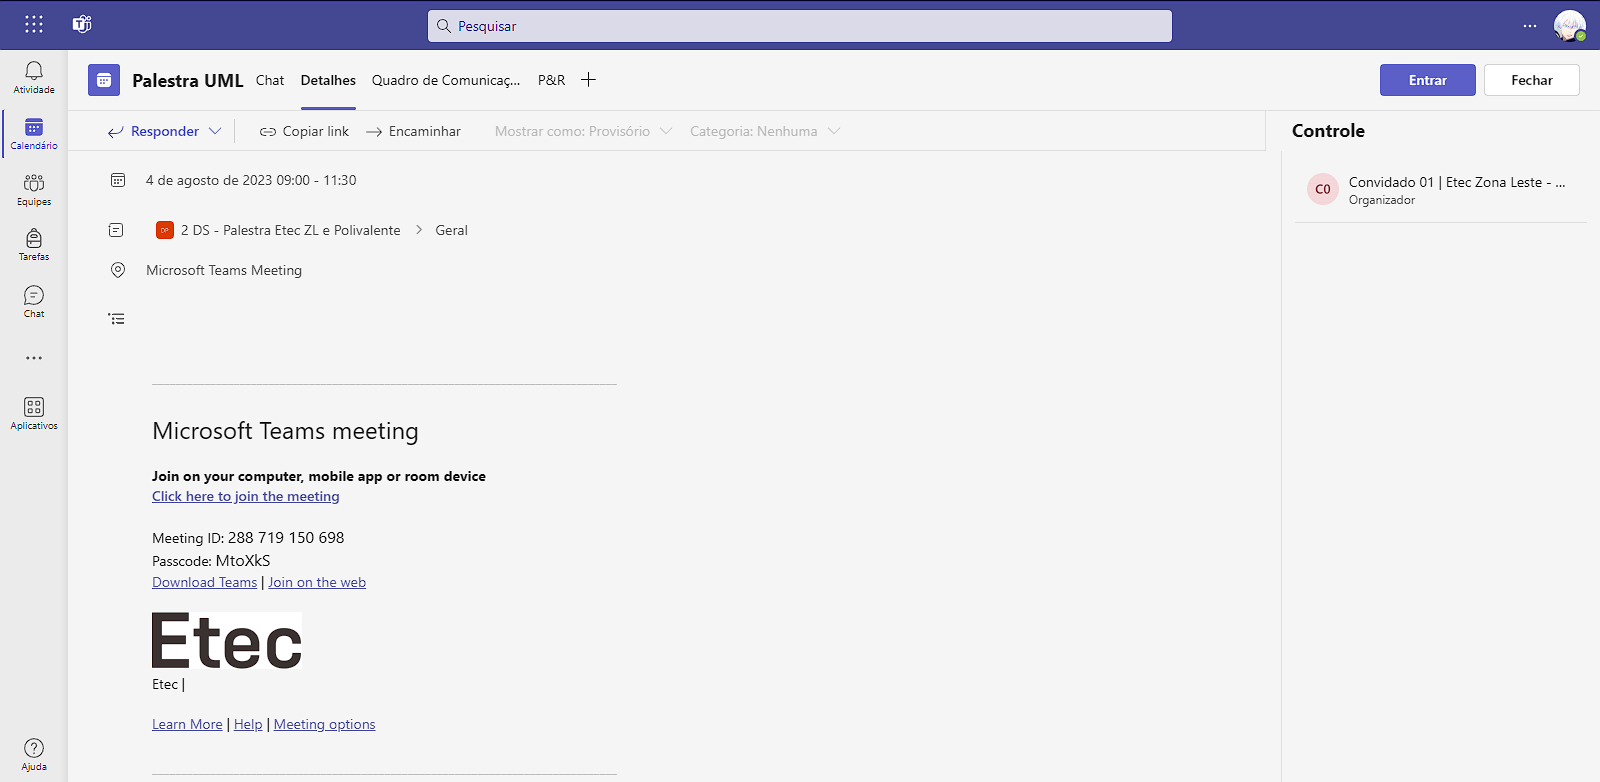 Pesquisar
Atividade
Calendário
Equipes
Tarefas
Chat
Aplicativos
Ajuda
Palestra UML Chat Detalhes Quadro de Comunicaç... P&R
Entrar Fechar
Responder Copiar link Encaminhar Mostrar como: Provisório Categoria: Nenhuma
4 de agosto de 2023 09:00 - 11:30
DP 2 DS - Palestra Etec ZL e Polivalente > Geral
Microsoft Teams Meeting
Microsoft Teams meeting
Join on your computer, mobile app or room device
Click here to join the meeting
Meeting ID: 288 719 150 698
Passcode: MtoXkS
Download Teams | Join on the web
Etec
Etec |
Learn More | Help | Meeting options
Controle
C0 Convidado 01 | Etec Zona Leste - ...
Organizador